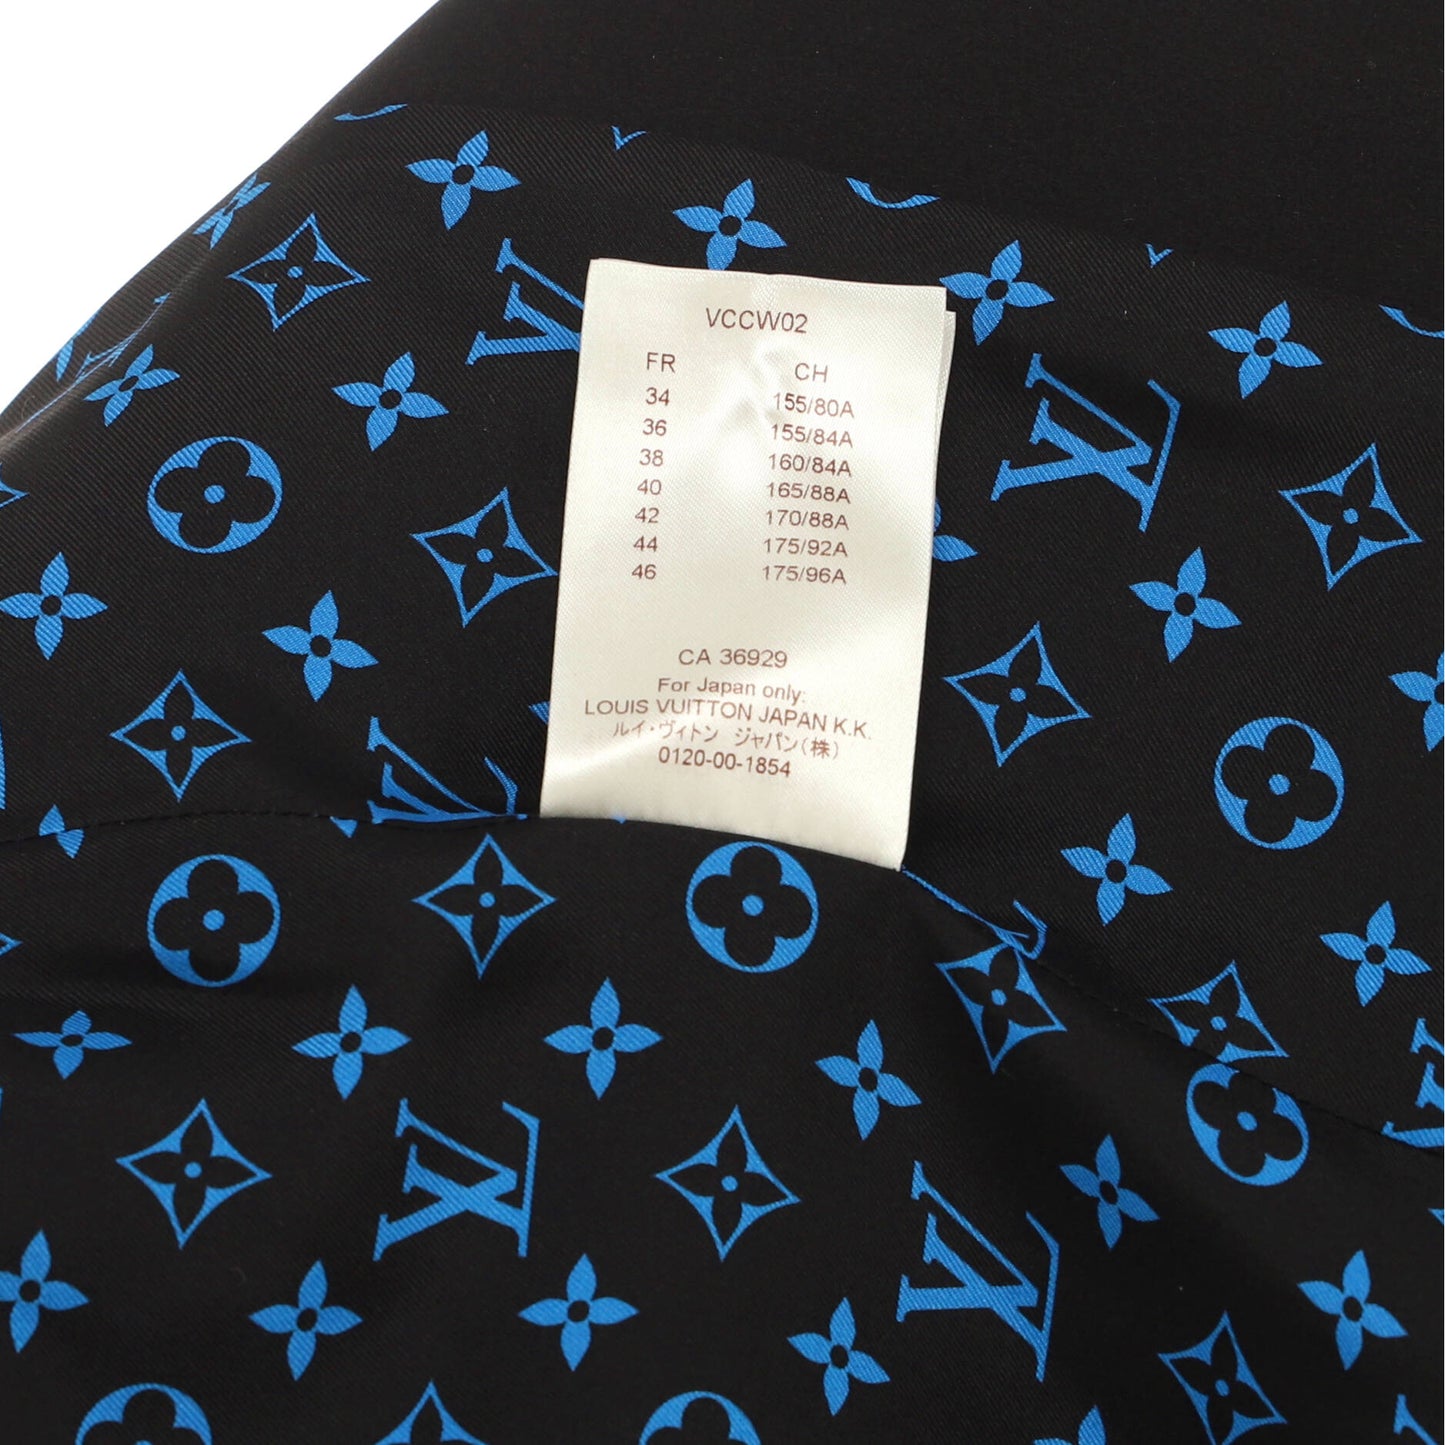 VCCW02
FR CH
34 155/80A
36 155/84A
38 160/84A
40 165/88A
42 170/88A
44 175/92A
46 175/96A
CA 36929
For Japan only:
LOUIS VUITTON JAPAN K.K.
ルイ・ヴィトン ジャパン(株)
0120-00-1854